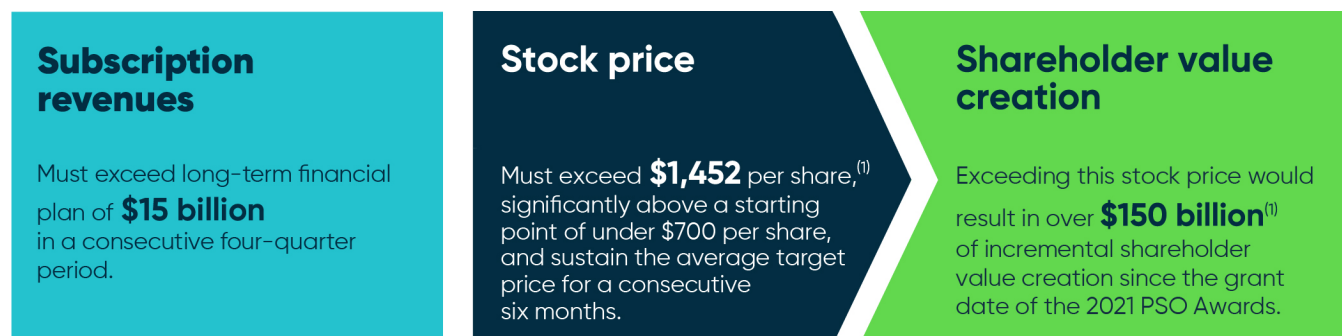 Subscription
revenues
Must exceed long-term financial
plan of $15 billion
in a consecutive four-quarter
period.
Stock price
Must exceed $1,452 per share,(1)
significantly above a starting
point of under $700 per share,
and sustain the average target
price for a consecutive
six months.
Shareholder value
creation
Exceeding this stock price would
result in over $150 billion(1)
of incremental shareholder
value creation since the grant
date of the 2021 PSO Awards.